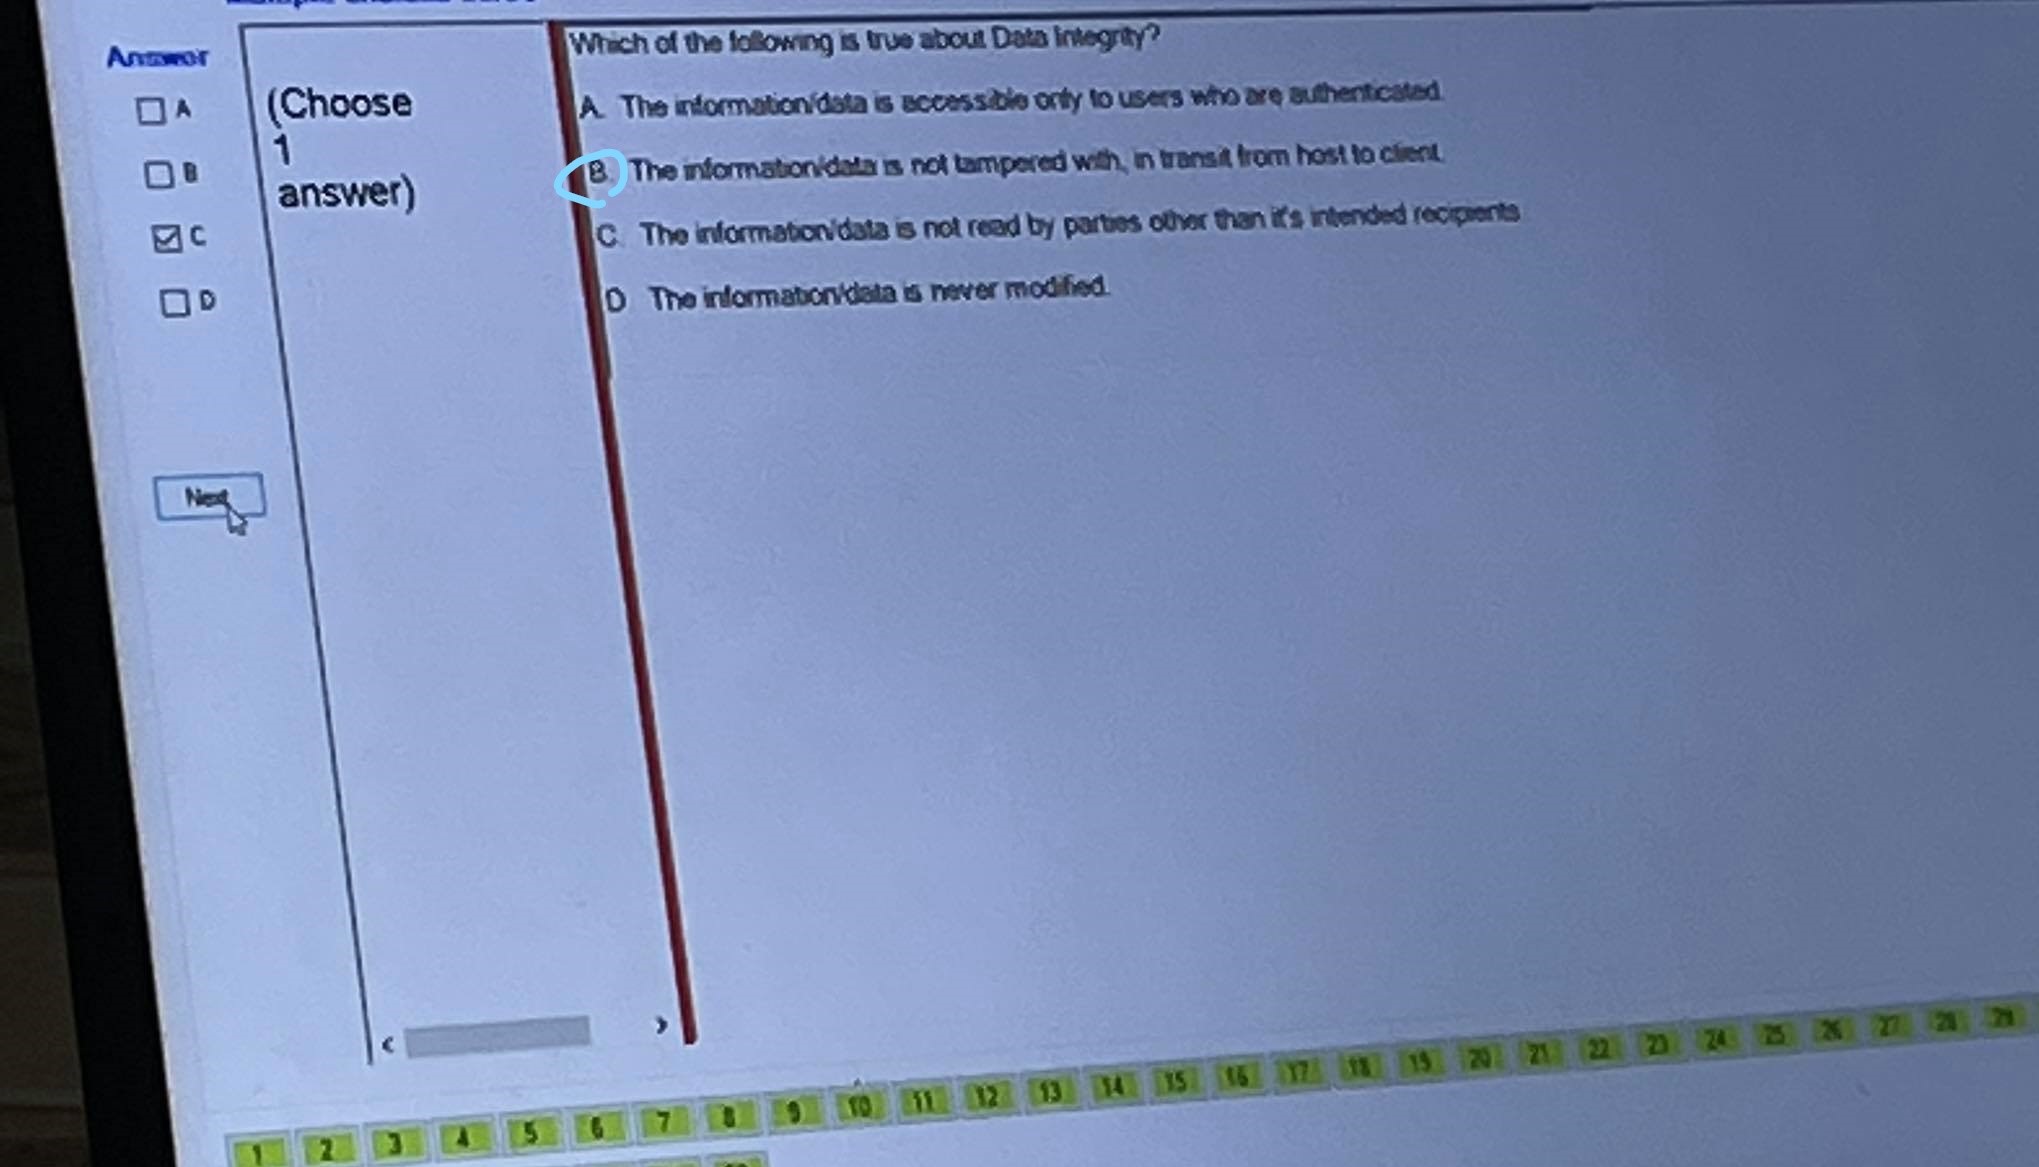 Answer
A
B
C
D
(Choose
1
answer)
Next
Which of the following is true about Data Integrity?
A. The information/data is accessible only to users who are authenticated.
B. The information/data is not tampered with, in transit from host to client.
C. The information/data is not read by parties other than it's intended recipients
D. The information/data is never modified.
1 2 3 4 5 6 7 8 9 10 11 12 13 14 15 16 17 18 19 20 21 22 23 24 25 26 27 28 29